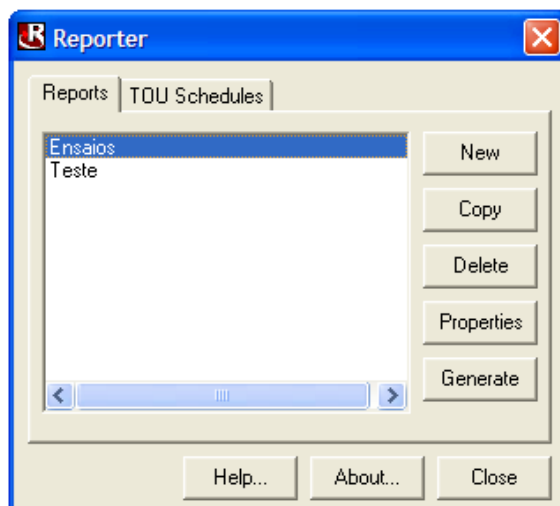 Reporter
Reports TOU Schedules
Ensaios
Teste
New
Copy
Delete
Properties
Generate
Help... About... Close